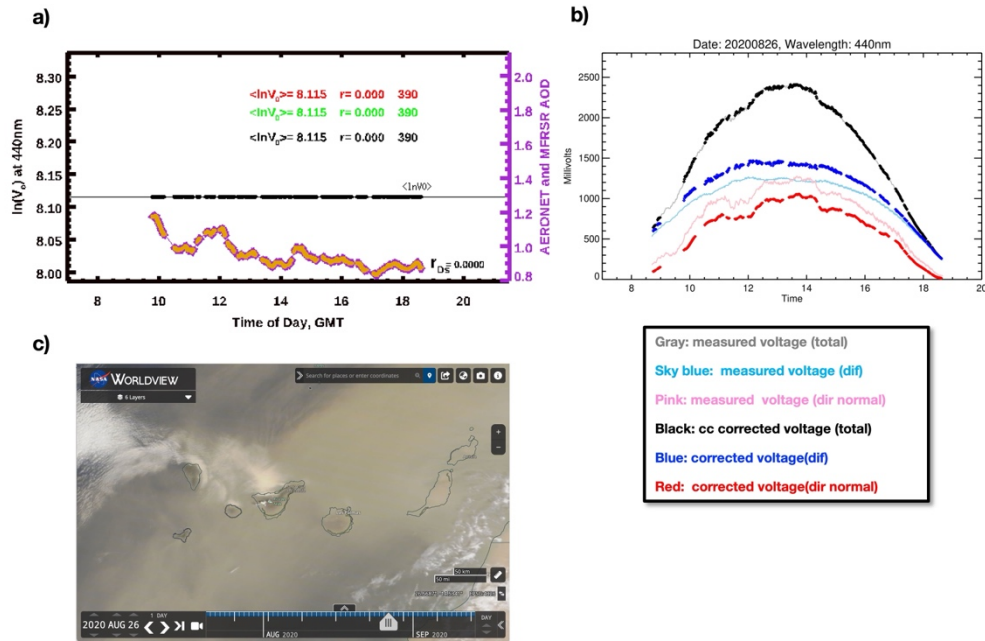 a)
8.30
8.25
8.20
8.15
8.10
8.05
8.00
ln(V₀) at 440nm
<lnV₀>= 8.115 r= 0.000 390
<lnV₀>= 8.115 r= 0.000 390
<lnV₀>= 8.115 r= 0.000 390
<lnV0>
r_Ds = 0.0000
2.0
1.8
1.6
1.4
1.2
1.0
0.8
AERONET and MFRSR AOD
8 10 12 14 16 18 20
Time of Day, GMT
b)
Date: 20200826, Wavelength: 440nm
2500
2000
1500
1000
500
0
Millivolts
8 10 12 14 16 18 20
Time
Gray: measured voltage (total)
Sky blue: measured voltage (dif)
Pink: measured voltage (dir normal)
Black: cc corrected voltage (total)
Blue: corrected voltage(dif)
Red: corrected voltage(dir normal)
c)
NASA WORLDVIEW
6 Layers
Search for places or enter coordinates
50 km
50 mi
1 DAY
2020 AUG 26
AUG 2020
SEP 2020
DAY